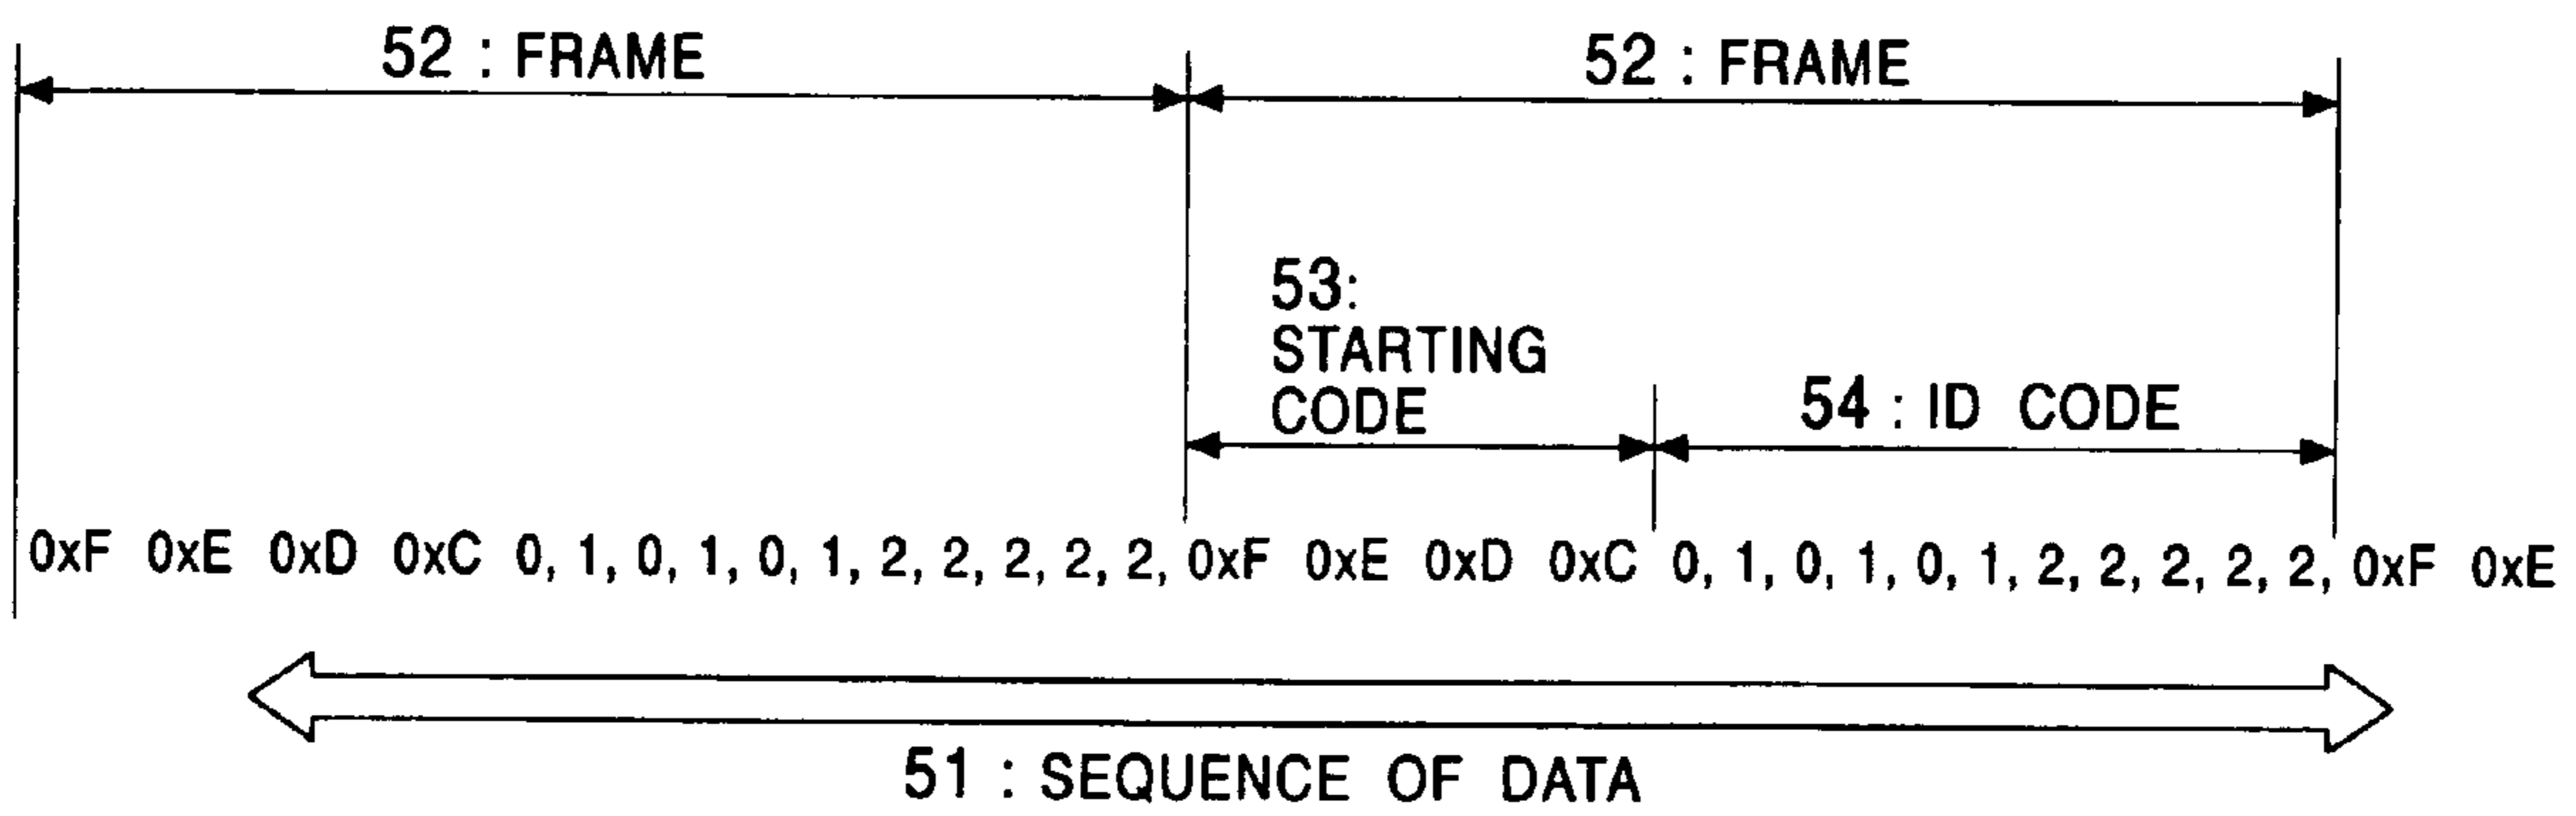 52 : FRAME
52 : FRAME
53:
STARTING
CODE
54 : ID CODE
0xF 0xE 0xD 0xC 0, 1, 0, 1, 0, 1, 2, 2, 2, 2, 2, 0xF 0xE 0xD 0xC 0, 1, 0, 1, 0, 1, 2, 2, 2, 2, 2, 0xF 0xE
51 : SEQUENCE OF DATA